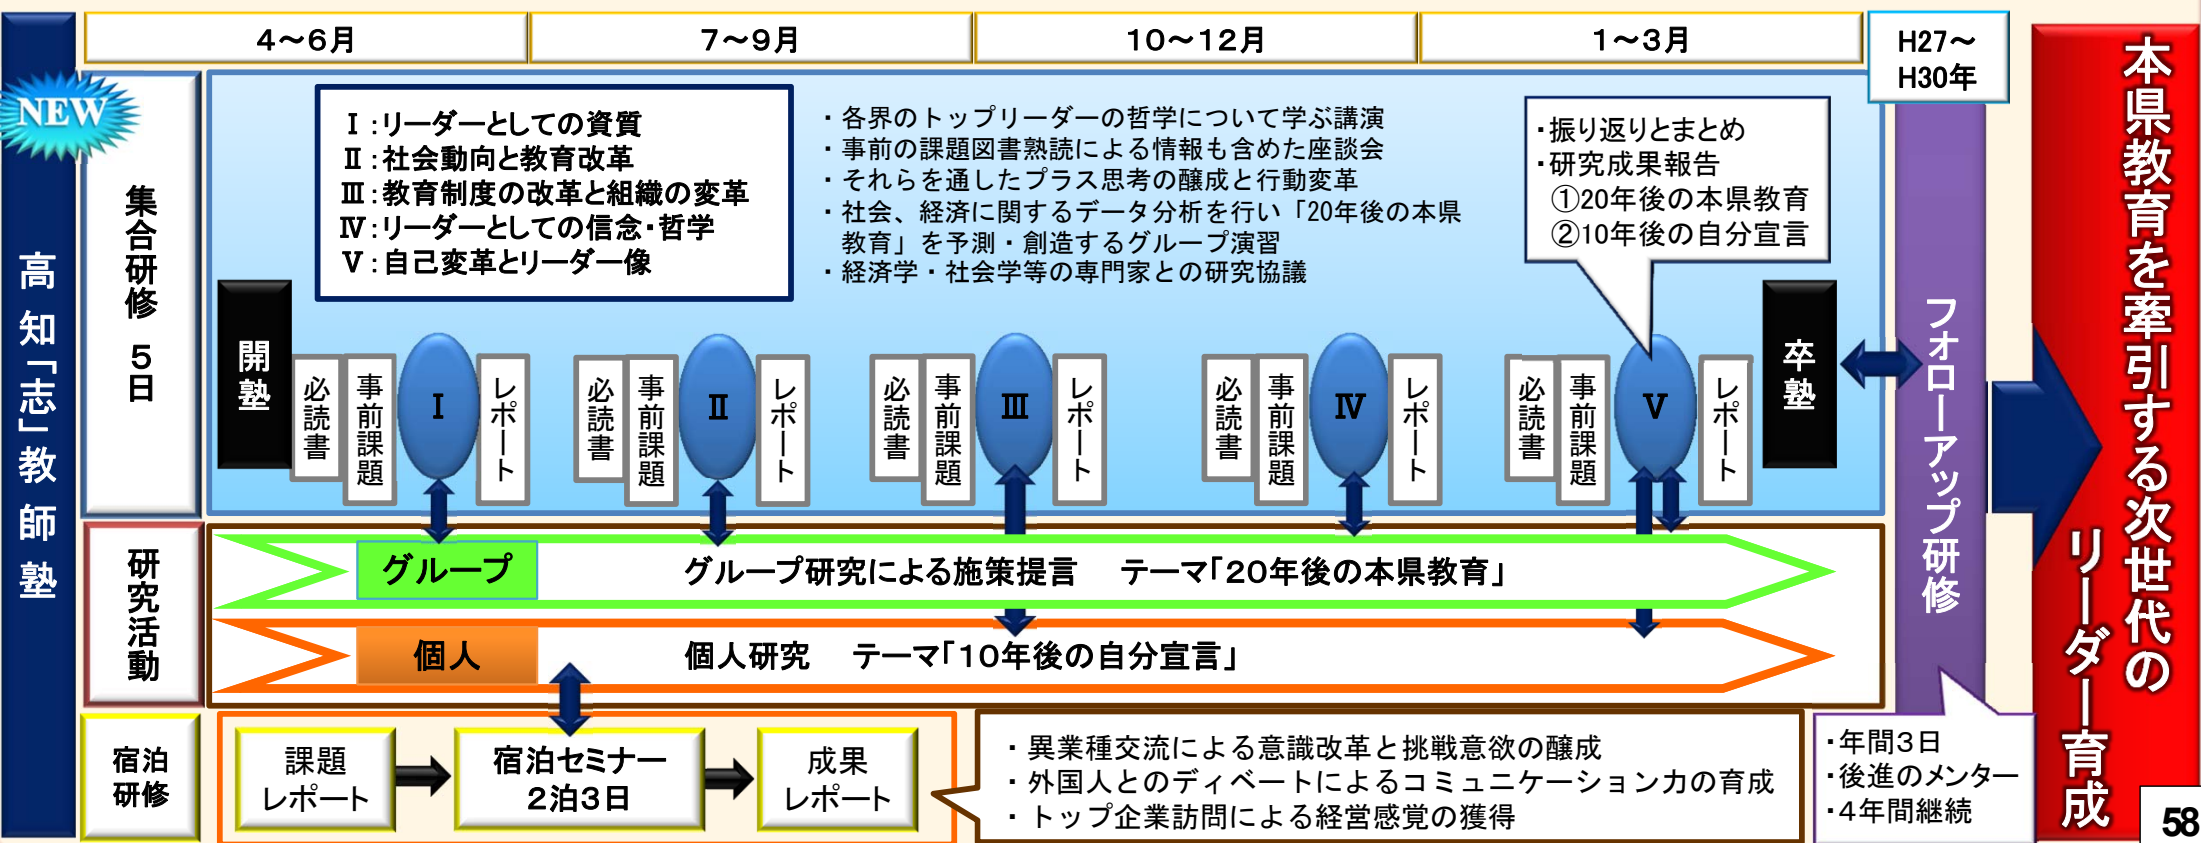 4～6月
7～9月
10～12月
1～3月
H27～
H30年
NEW
高知「志」教師塾
集合研修 5日
Ⅰ:リーダーとしての資質
Ⅱ:社会動向と教育改革
Ⅲ:教育制度の改革と組織の変革
Ⅳ:リーダーとしての信念・哲学
Ⅴ:自己変革とリーダー像
・各界のトップリーダーの哲学について学ぶ講演
・事前の課題図書熟読による情報も含めた座談会
・それらを通したプラス思考の醸成と行動変革
・社会、経済に関するデータ分析を行い「20年後の本県
教育」を予測・創造するグループ演習
・経済学・社会学等の専門家との研究協議
・振り返りとまとめ
・研究成果報告
①20年後の本県教育
②10年後の自分宣言
開塾
必読書
事前課題
Ⅰ
レポート
必読書
事前課題
Ⅱ
レポート
必読書
事前課題
Ⅲ
レポート
必読書
事前課題
Ⅳ
レポート
必読書
事前課題
Ⅴ
レポート
卒塾
研究活動
グループ
グループ研究による施策提言 テーマ「20年後の本県教育」
個人
個人研究 テーマ「10年後の自分宣言」
宿泊
研修
課題
レポート
宿泊セミナー
2泊3日
成果
レポート
・異業種交流による意識改革と挑戦意欲の醸成
・外国人とのディベートによるコミュニケーション力の育成
・トップ企業訪問による経営感覚の獲得
フォローアップ研修
・年間3日
・後進のメンター
・4年間継続
本県教育を牽引する次世代の
リーダー育成
58